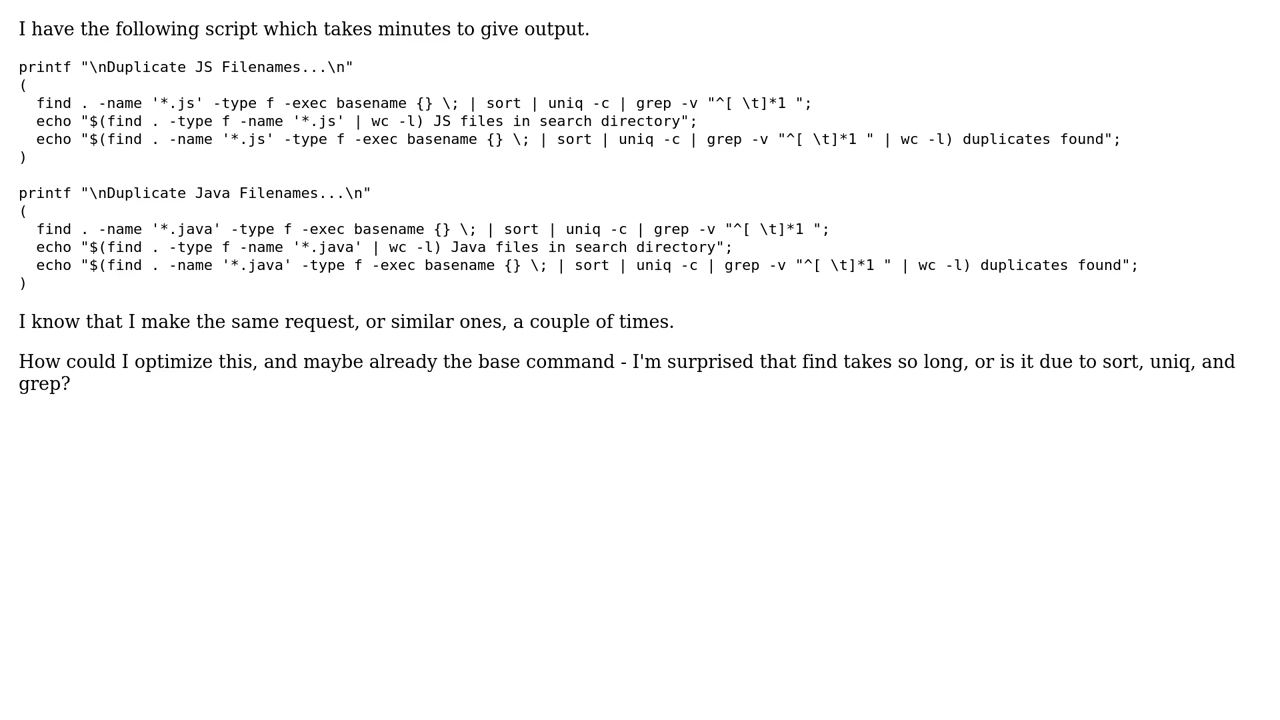 I have the following script which takes minutes to give output.
printf "\nDuplicate JS Filenames...\n"
(
  find . -name '*.js' -type f -exec basename {} \; | sort | uniq -c | grep -v "^[ \t]*1 ";
  echo "$(find . -type f -name '*.js' | wc -l) JS files in search directory";
  echo "$(find . -name '*.js' -type f -exec basename {} \; | sort | uniq -c | grep -v "^[ \t]*1 " | wc -l) duplicates found";
)
printf "\nDuplicate Java Filenames...\n"
(
  find . -name '*.java' -type f -exec basename {} \; | sort | uniq -c | grep -v "^[ \t]*1 ";
  echo "$(find . -type f -name '*.java' | wc -l) Java files in search directory";
  echo "$(find . -name '*.java' -type f -exec basename {} \; | sort | uniq -c | grep -v "^[ \t]*1 " | wc -l) duplicates found";
)
I know that I make the same request, or similar ones, a couple of times.
How could I optimize this, and maybe already the base command - I'm surprised that find takes so long, or is it due to sort, uniq, and
grep?